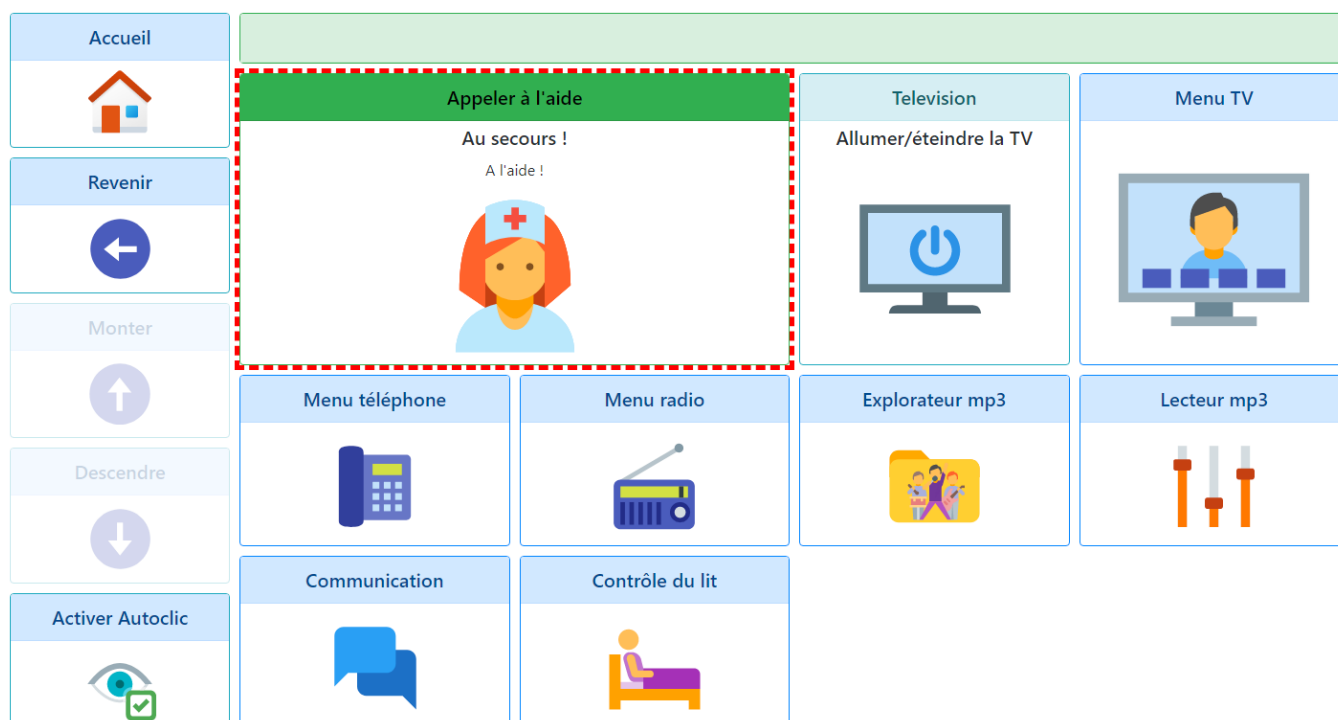 Accueil
Revenir
Monter
Descendre
Activer Autoclic
Appeler à l'aide
Au secours !
A l'aide !
Television
Allumer/éteindre la TV
Menu TV
Menu téléphone
Menu radio
Explorateur mp3
Lecteur mp3
Communication
Contrôle du lit